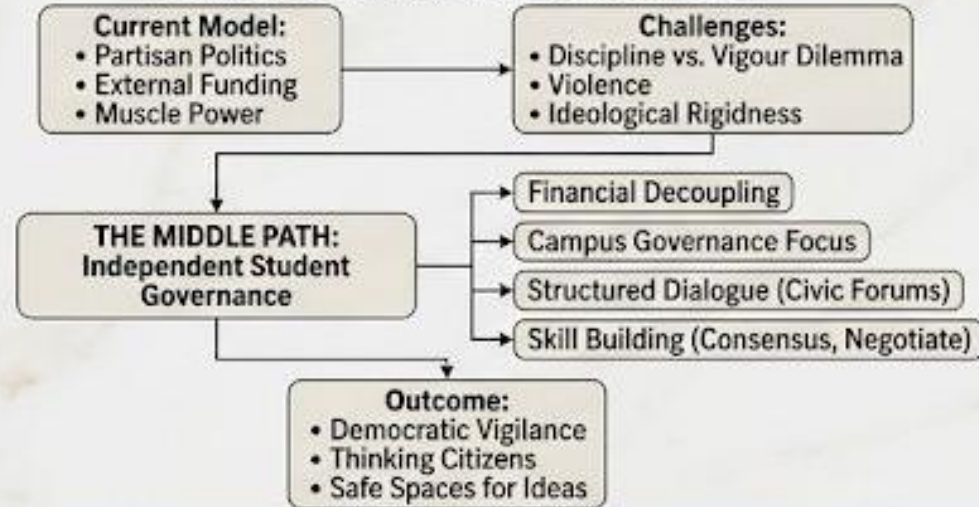 Current Model:
• Partisan Politics
• External Funding
• Muscle Power
Challenges:
• Discipline vs. Vigour Dilemma
• Violence
• Ideological Rigidness
THE MIDDLE PATH:
Independent Student
Governance
Financial Decoupling
Campus Governance Focus
Structured Dialogue (Civic Forums)
Skill Building (Consensus, Negotiate)
Outcome:
• Democratic Vigilance
• Thinking Citizens
• Safe Spaces for Ideas